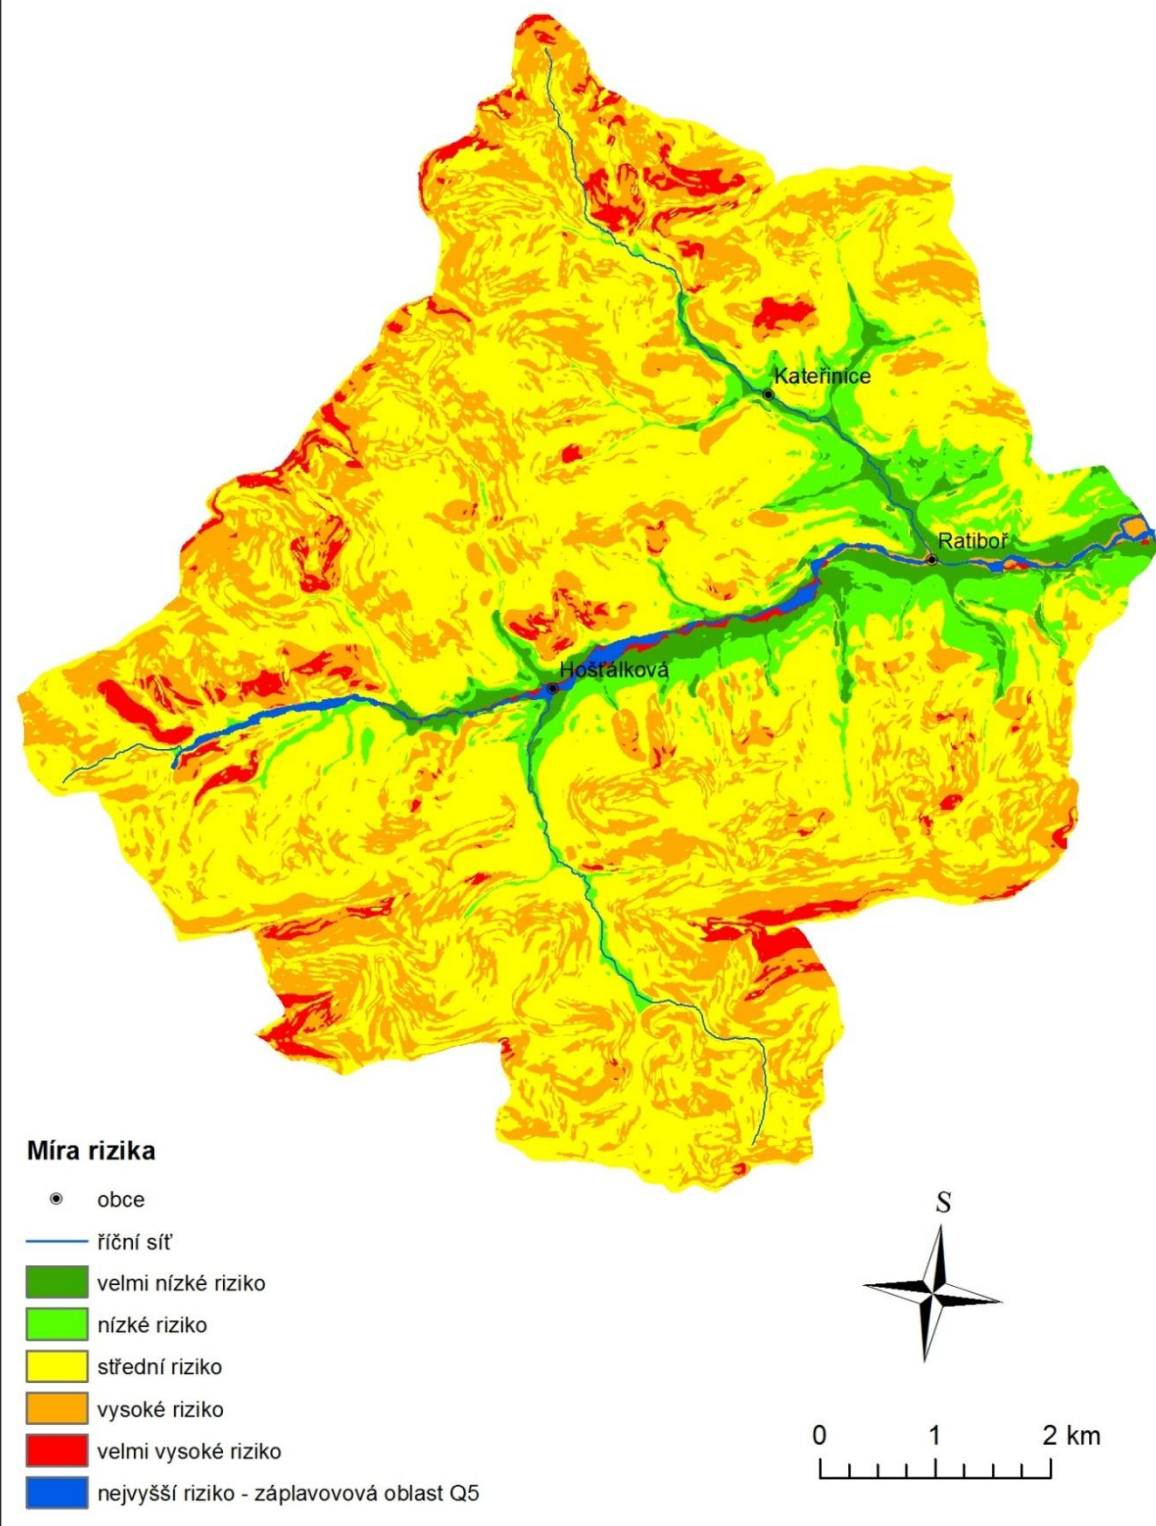 Kateřinice
Ratiboř
Hošťálková
Míra rizika
obce
říční síť
velmi nízké riziko
nízké riziko
střední riziko
vysoké riziko
velmi vysoké riziko
nejvyšší riziko - záplavovová oblast Q5
S
0 1 2 km